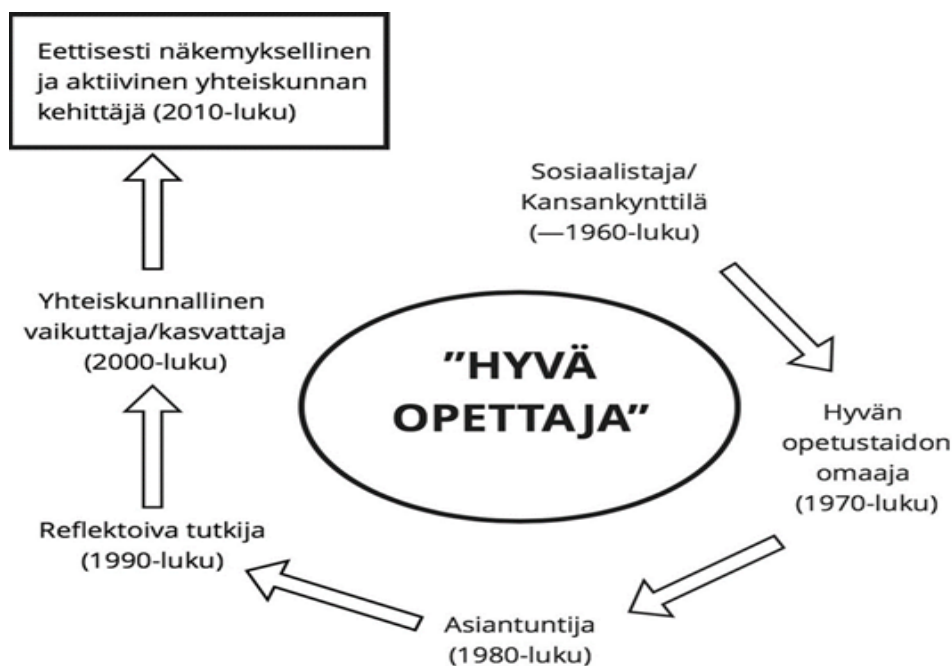 Eettisesti näkemyksellinen
ja aktiivinen yhteiskunnan
kehittäjä (2010-luku)
Sosiaalistaja/
Kansankynttilä
(—1960-luku)
Yhteiskunnallinen
vaikuttaja/kasvattaja
(2000-luku)
”HYVÄ
OPETTAJA”
Hyvän
opetustaidon
omaaja
(1970-luku)
Reflektoiva tutkija
(1990-luku)
Asiantuntija
(1980-luku)